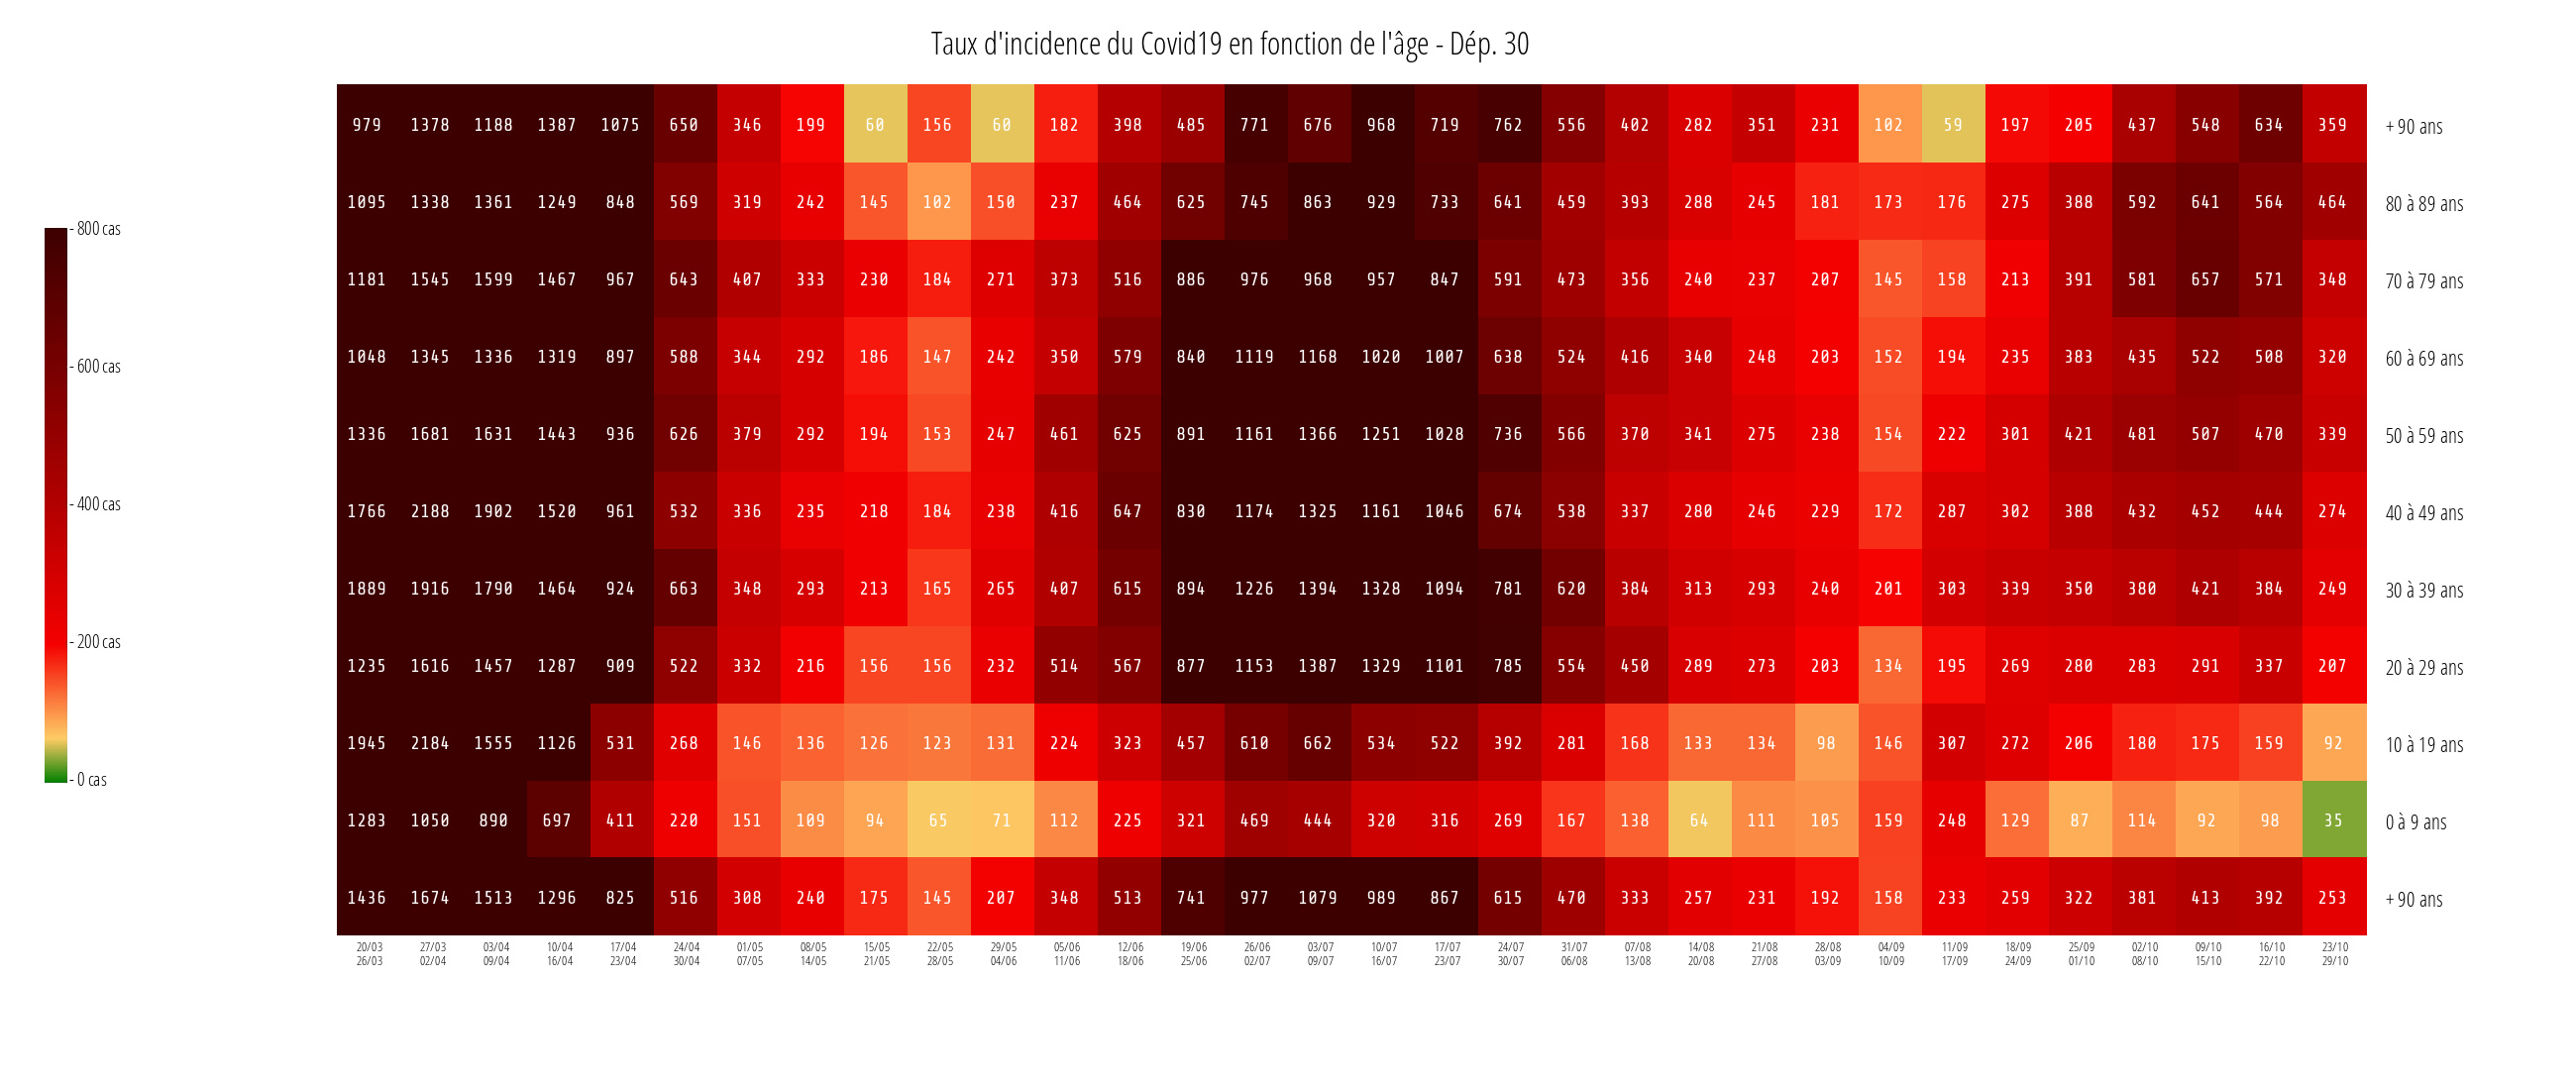 Taux d'incidence du Covid19 en fonction de l'âge - Dép. 30
979 1378 1188 1387 1075 650 346 199 60 156 60 182 398 485 771 676 968 719 762 556 402 282 351 231 102 59 197 205 437 548 634 359 + 90 ans
1095 1338 1361 1249 848 569 319 242 145 102 150 237 464 625 745 863 929 733 641 459 393 288 245 181 173 176 275 388 592 641 564 464 80 à 89 ans
- 800 cas
1181 1545 1599 1467 967 643 407 333 230 184 271 373 516 886 976 968 957 847 591 473 356 240 237 207 145 158 213 391 581 657 571 348 70 à 79 ans
1048 1345 1336 1319 897 588 344 292 186 147 242 350 579 840 1119 1168 1020 1007 638 524 416 340 248 203 152 194 235 383 435 522 508 320 60 à 69 ans
- 600 cas
1336 1681 1631 1443 936 626 379 292 194 153 247 461 625 891 1161 1366 1251 1028 736 566 370 341 275 238 154 222 301 421 481 507 470 339 50 à 59 ans
- 400 cas
1766 2188 1902 1520 961 532 336 235 218 184 238 416 647 830 1174 1325 1161 1046 674 538 337 280 246 229 172 287 302 388 432 452 444 274 40 à 49 ans
1889 1916 1790 1464 924 663 348 293 213 165 265 407 615 894 1226 1394 1328 1094 781 620 384 313 293 240 201 303 339 350 380 421 384 249 30 à 39 ans
- 200 cas
1235 1616 1457 1287 909 522 332 216 156 156 232 514 567 877 1153 1387 1329 1101 785 554 450 289 273 203 134 195 269 280 283 291 337 207 20 à 29 ans
1945 2184 1555 1126 531 268 146 136 126 123 131 224 323 457 610 662 534 522 392 281 168 133 134 98 146 307 272 206 180 175 159 92 10 à 19 ans
- 0 cas
1283 1050 890 697 411 220 151 109 94 65 71 112 225 321 469 444 320 316 269 167 138 64 111 105 159 248 129 87 114 92 98 35 0 à 9 ans
1436 1674 1513 1296 825 516 308 240 175 145 207 348 513 741 977 1079 989 867 615 470 333 257 231 192 158 233 259 322 381 413 392 253 + 90 ans
20/03 27/03 03/04 10/04 17/04 24/04 01/05 08/05 15/05 22/05 29/05 05/06 12/06 19/06 26/06 03/07 10/07 17/07 24/07 31/07 07/08 14/08 21/08 28/08 04/09 11/09 18/09 25/09 02/10 09/10 16/10 23/10
26/03 02/04 09/04 16/04 23/04 30/04 07/05 14/05 21/05 28/05 04/06 11/06 18/06 25/06 02/07 09/07 16/07 23/07 30/07 06/08 13/08 20/08 27/08 03/09 10/09 17/09 24/09 01/10 08/10 15/10 22/10 29/10